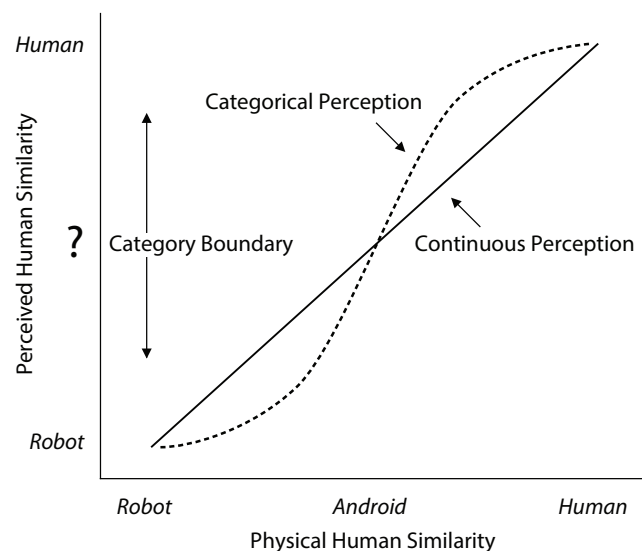 Human
Categorical Perception
Perceived Human Similarity
?
Category Boundary
Continuous Perception
Robot
Robot
Android
Human
Physical Human Similarity